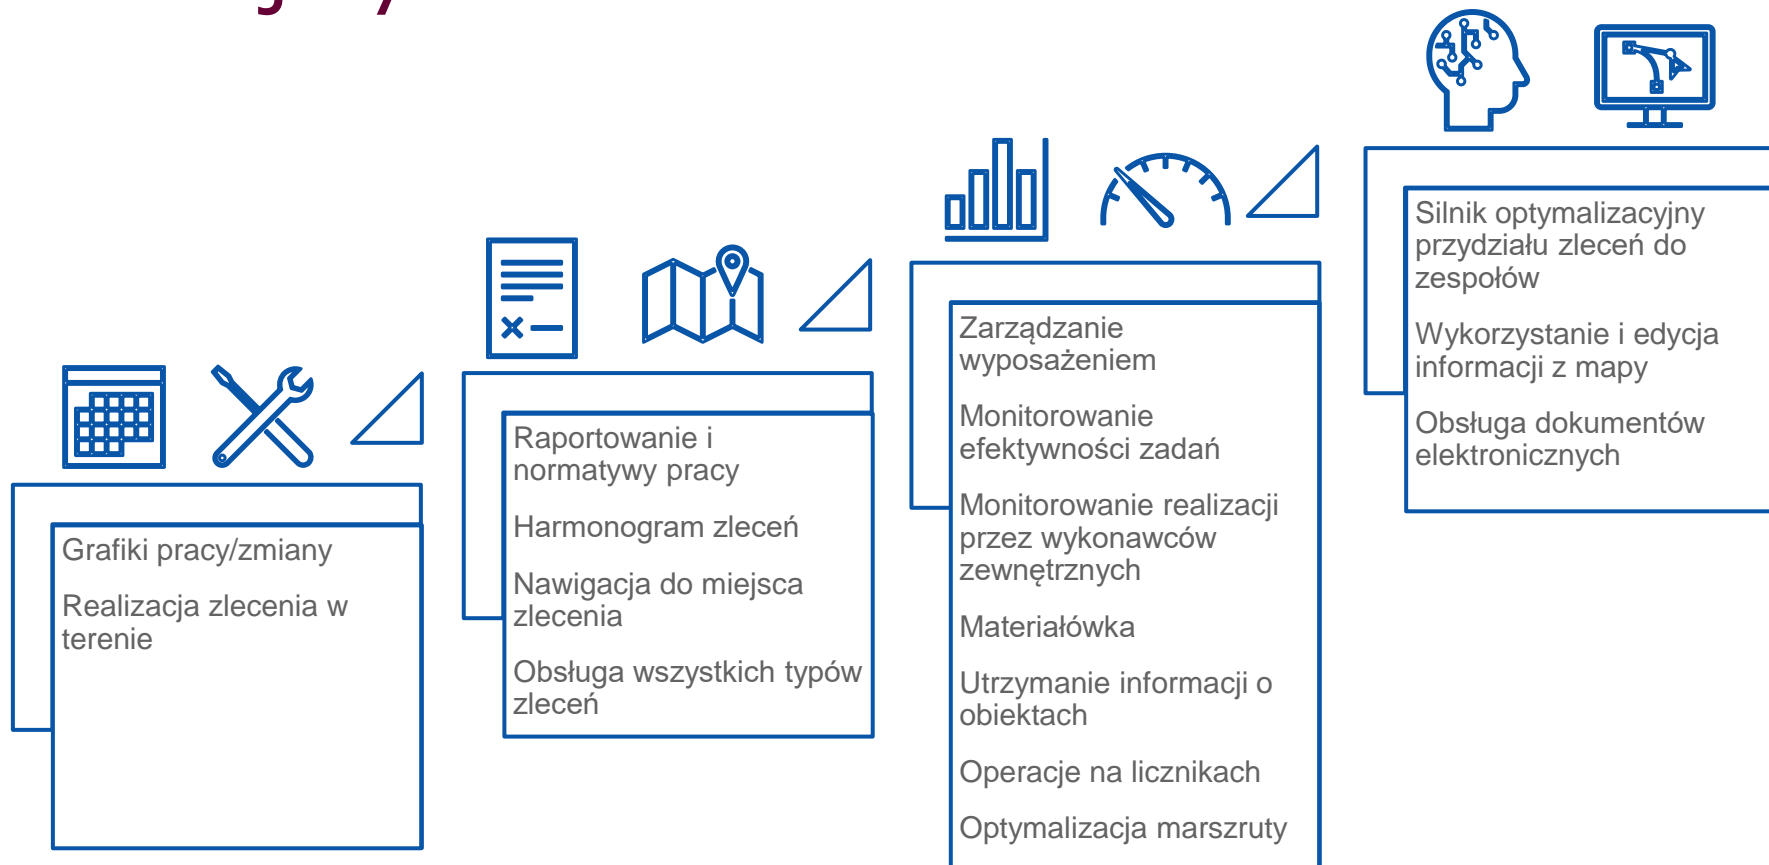 Grafiki pracy/zmiany
Realizacja zlecenia w
terenie
Raportowanie i
normatywy pracy
Harmonogram zleceń
Nawigacja do miejsca
zlecenia
Obsługa wszystkich typów
zleceń
Zarządzanie
wyposażeniem
Monitorowanie
efektywności zadań
Monitorowanie realizacji
przez wykonawców
zewnętrznych
Materiałówka
Utrzymanie informacji o
obiektach
Operacje na licznikach
Optymalizacja marszruty
Silnik optymalizacyjny
przydziału zleceń do
zespołów
Wykorzystanie i edycja
informacji z mapy
Obsługa dokumentów
elektronicznych